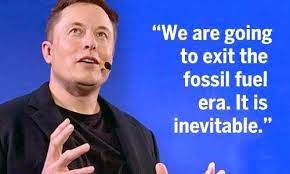 “We are going
to exit the
fossil fuel
era. It is
inevitable.”